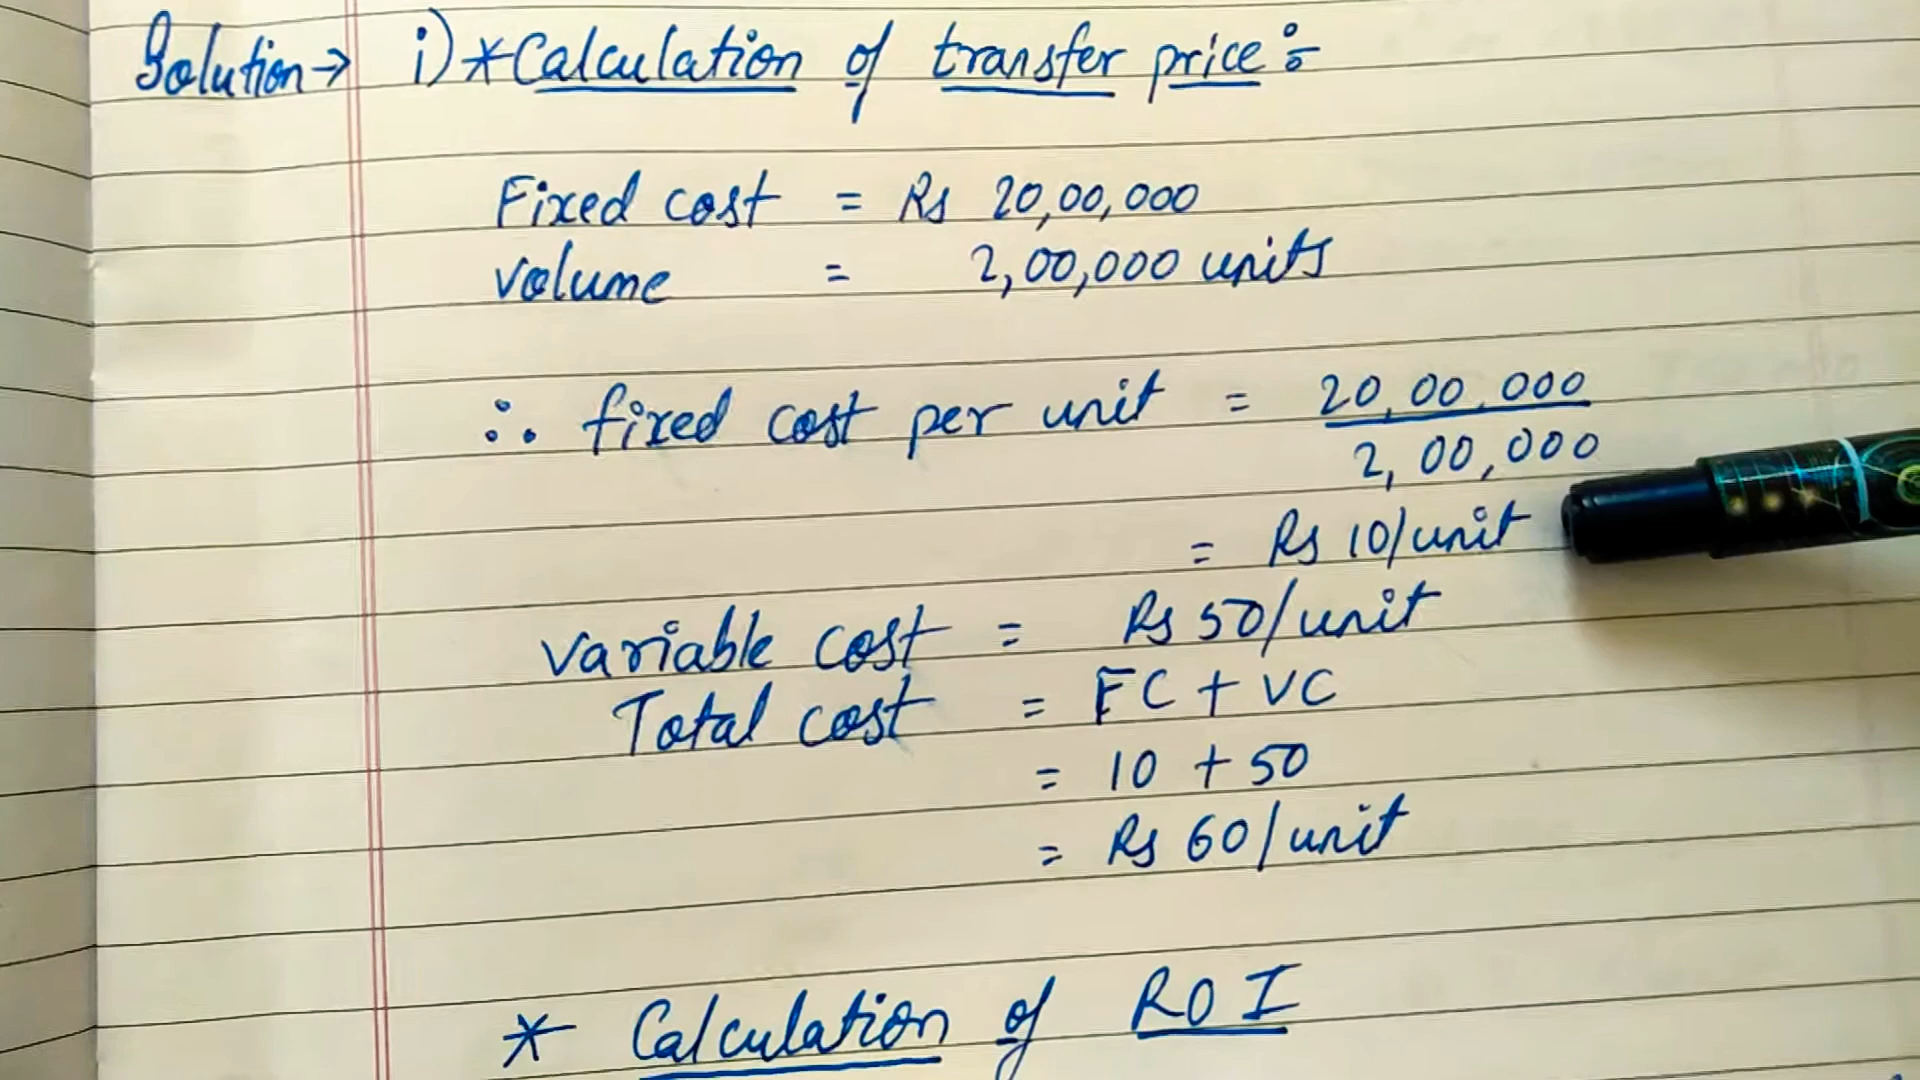 Solution→ i) *Calculation of transfer price:-
Fixed cost = Rs 20,00,000
volume = 2,00,000 units
∴ fixed cost per unit = 20,00,000
2,00,000
= Rs 10/unit
variable cost = Rs 50/unit
Total cost = FC + VC
= 10 + 50
= Rs 60/unit
* Calculation of ROI